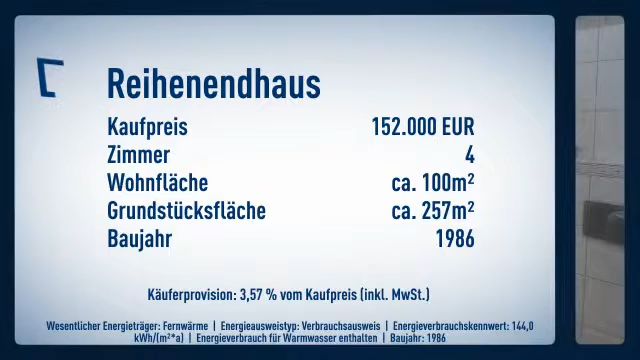 Reihenendhaus
Kaufpreis 152.000 EUR
Zimmer 4
Wohnfläche ca. 100m²
Grundstücksfläche ca. 257m²
Baujahr 1986
Käuferprovision: 3,57 % vom Kaufpreis (inkl. MwSt.)
Wesentlicher Energieträger: Fernwärme | Energieausweistyp: Verbrauchsausweis | Energieverbrauchskennwert: 144,0
kWh/(m²*a) | Energieverbrauch für Warmwasser enthalten | Baujahr: 1986